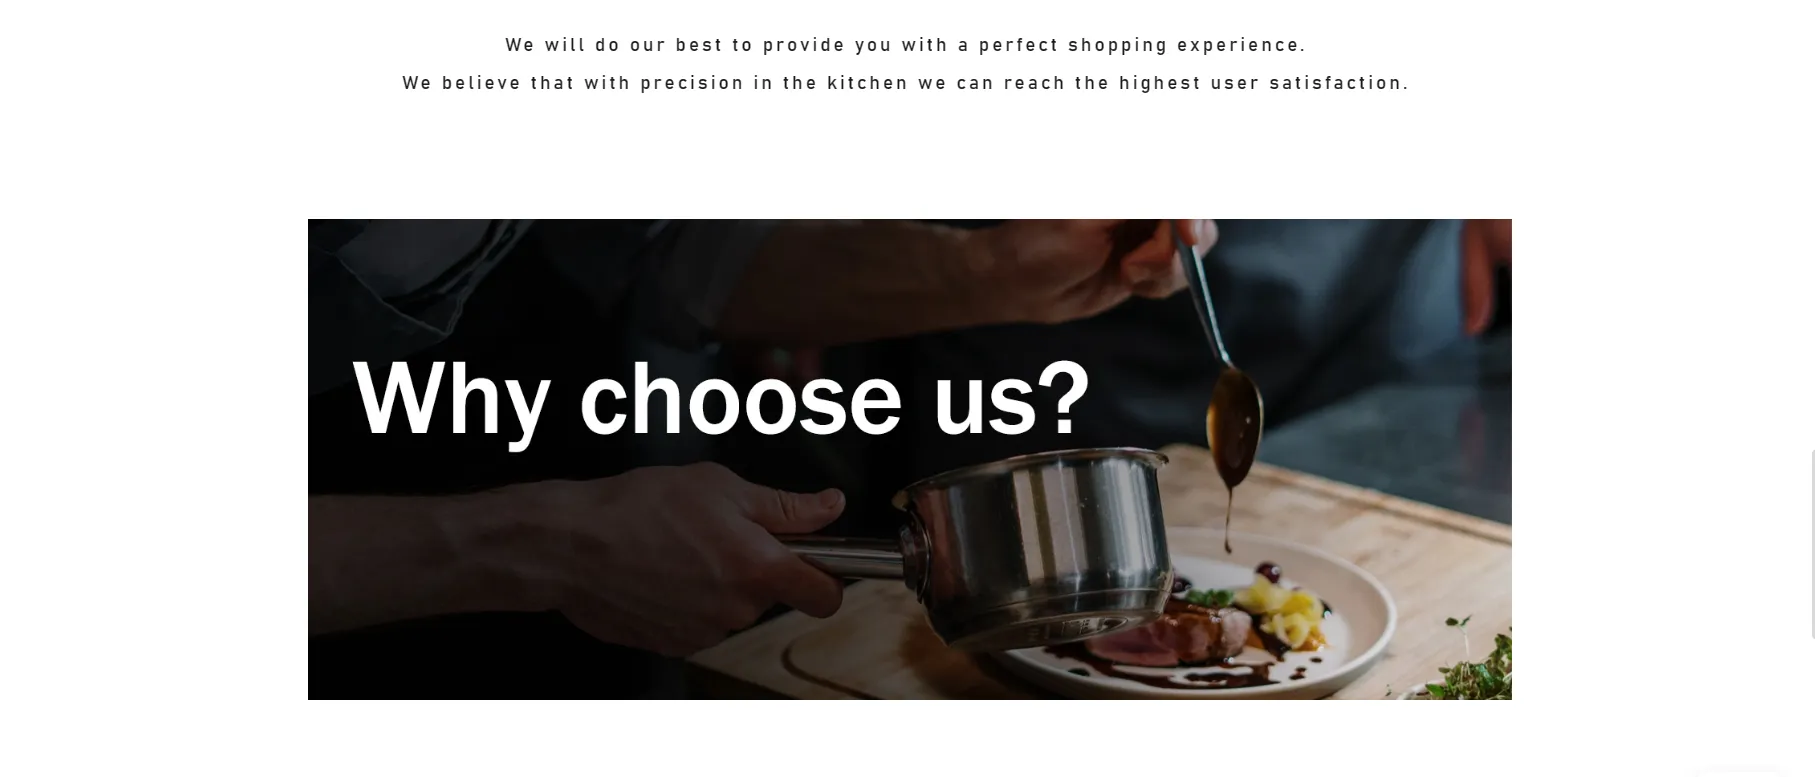 We will do our best to provide you with a perfect shopping experience.
We believe that with precision in the kitchen we can reach the highest user satisfaction.
Why choose us?